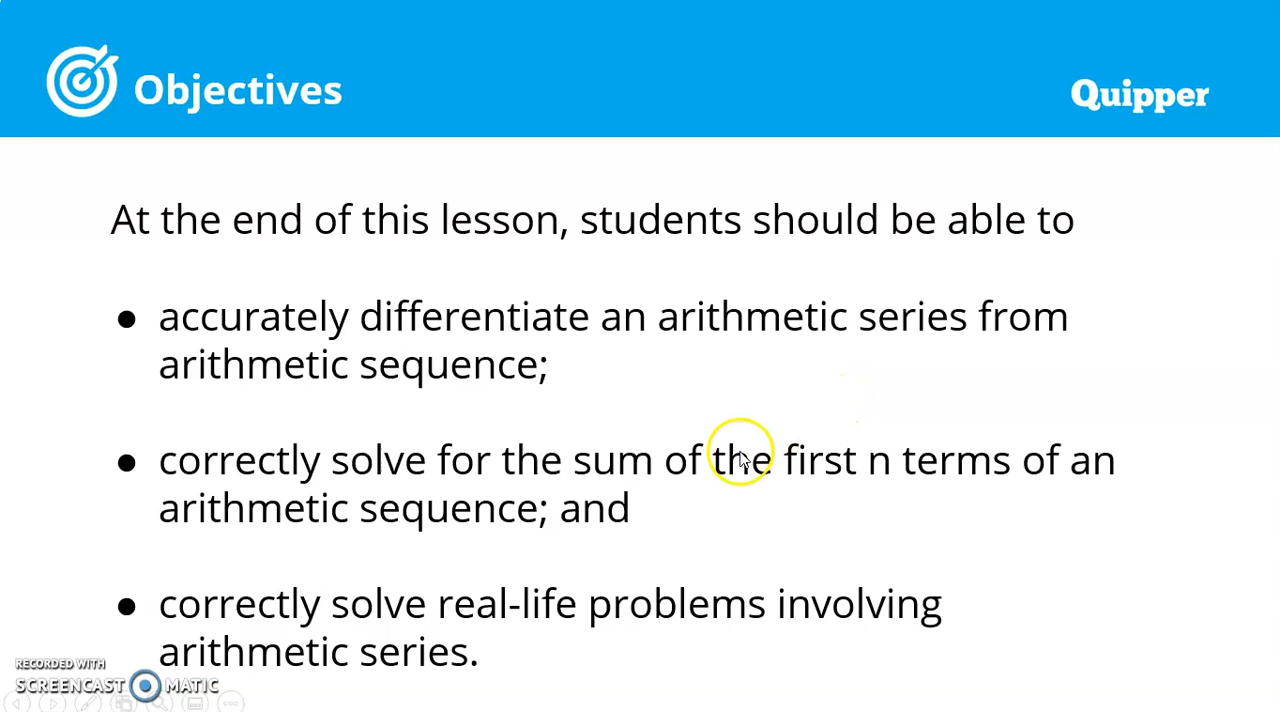 Objectives
Quipper
At the end of this lesson, students should be able to
● accurately differentiate an arithmetic series from
arithmetic sequence;
● correctly solve for the sum of the first n terms of an
arithmetic sequence; and
● correctly solve real-life problems involving
arithmetic series.
RECORDED WITH
SCREENCAST MATIC